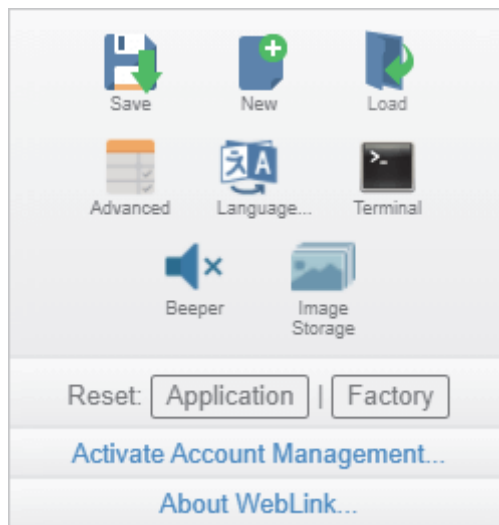 Save New Load
Advanced Language... Terminal
Beeper Image
Storage
Reset: Application | Factory
Activate Account Management...
About WebLink...